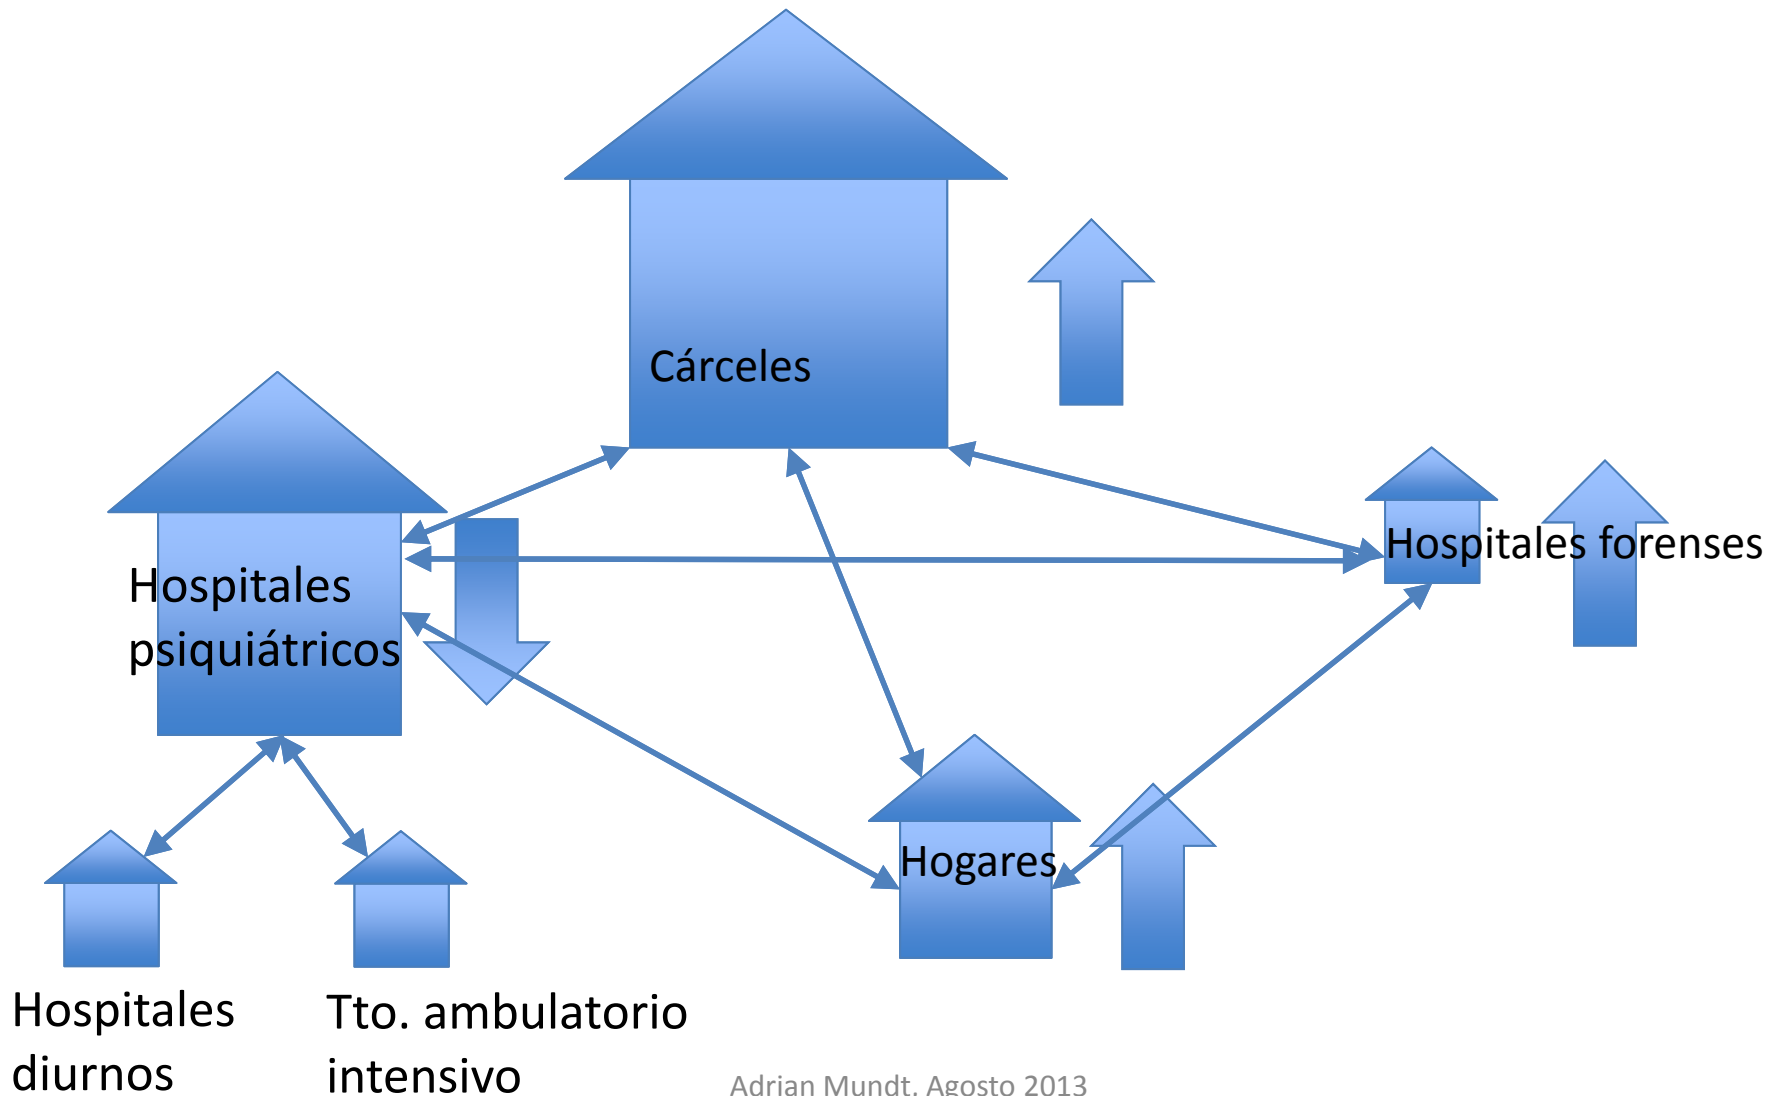 Cárceles
Hospitales forenses
Hospitales
psiquiátricos
Hogares
Hospitales
diurnos
Tto. ambulatorio
intensivo
Adrian Mundt, Agosto 2013